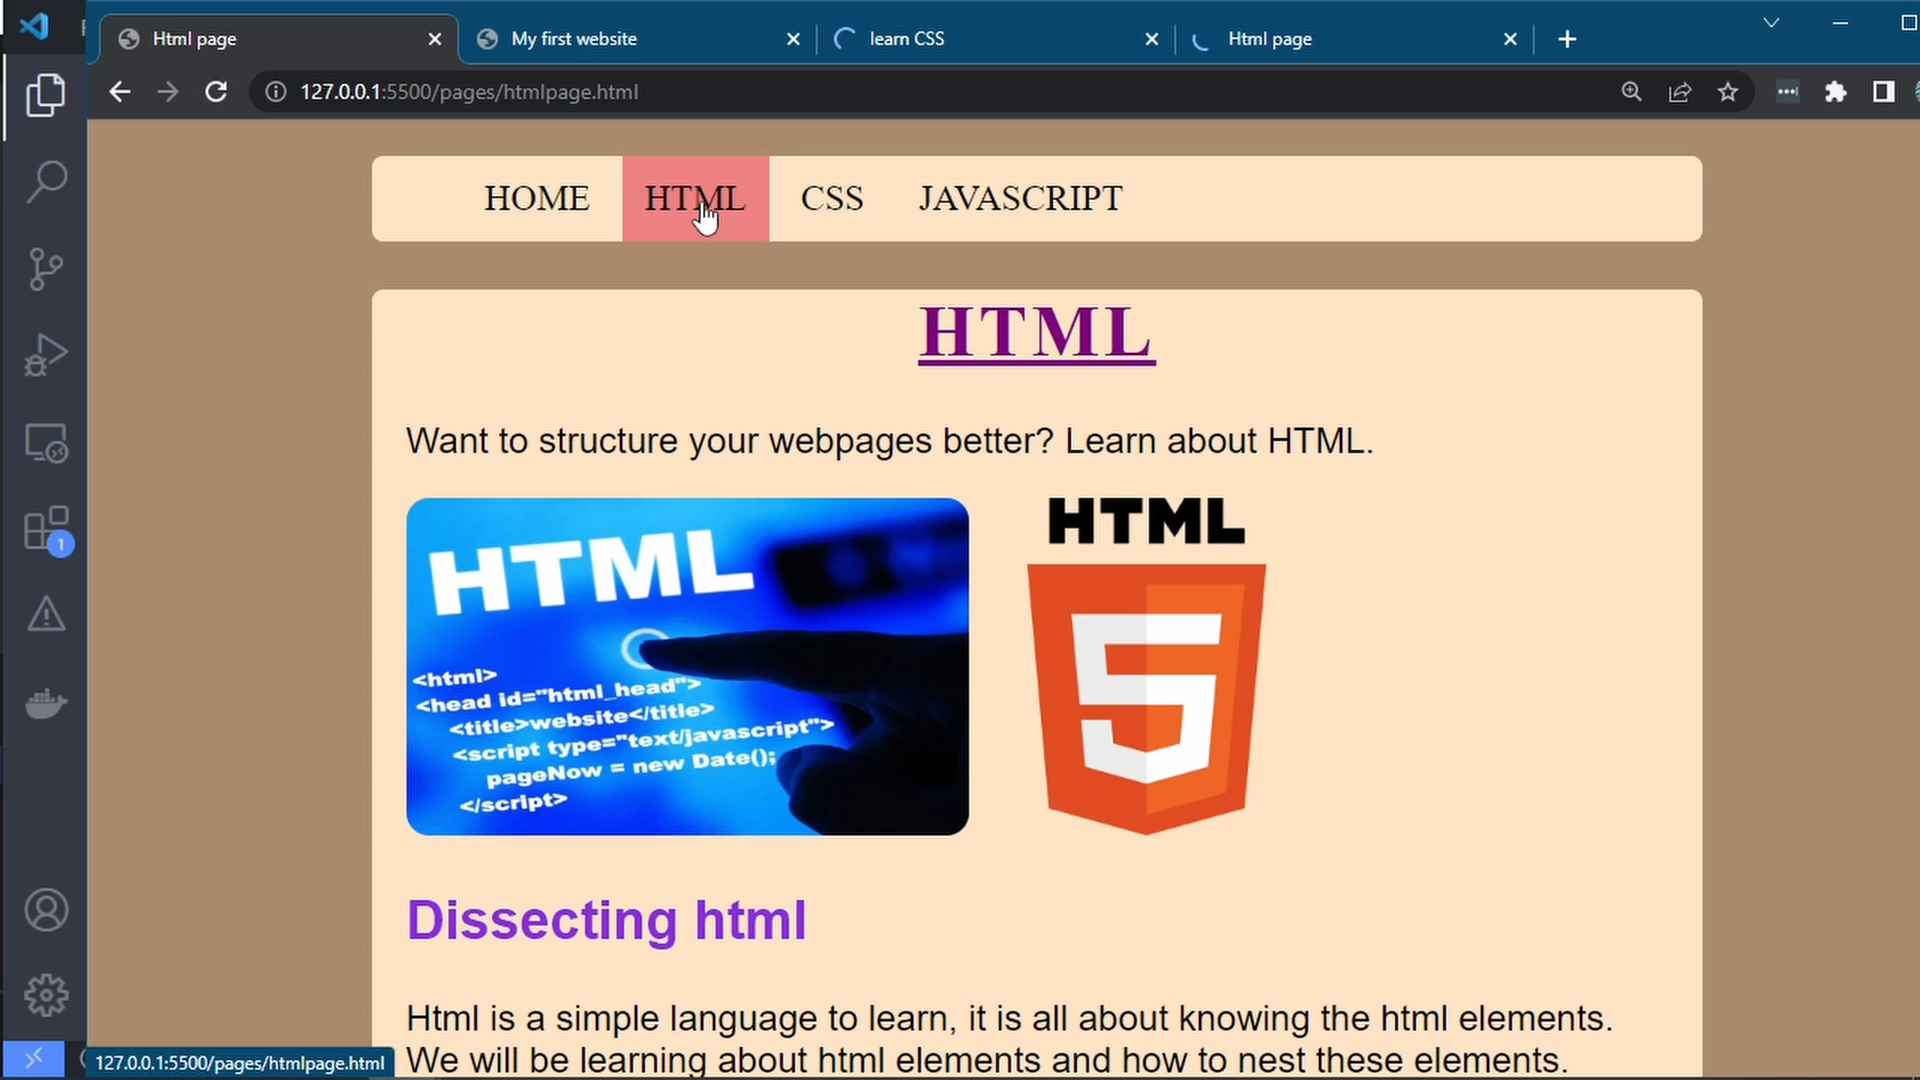 Html page
My first website
learn CSS
Html page
127.0.0.1:5500/pages/htmlpage.html
HOME
HTML
CSS
JAVASCRIPT
HTML
Want to structure your webpages better? Learn about HTML.
HTML
<html>
<head id="html_head">
<title>website</title>
<script type="text/javascript">
pageNow = new Date();
</script>
HTML
5
Dissecting html
Html is a simple language to learn, it is all about knowing the html elements.
We will be learning about html elements and how to nest these elements.
1
127.0.0.1:5500/pages/htmlpage.html